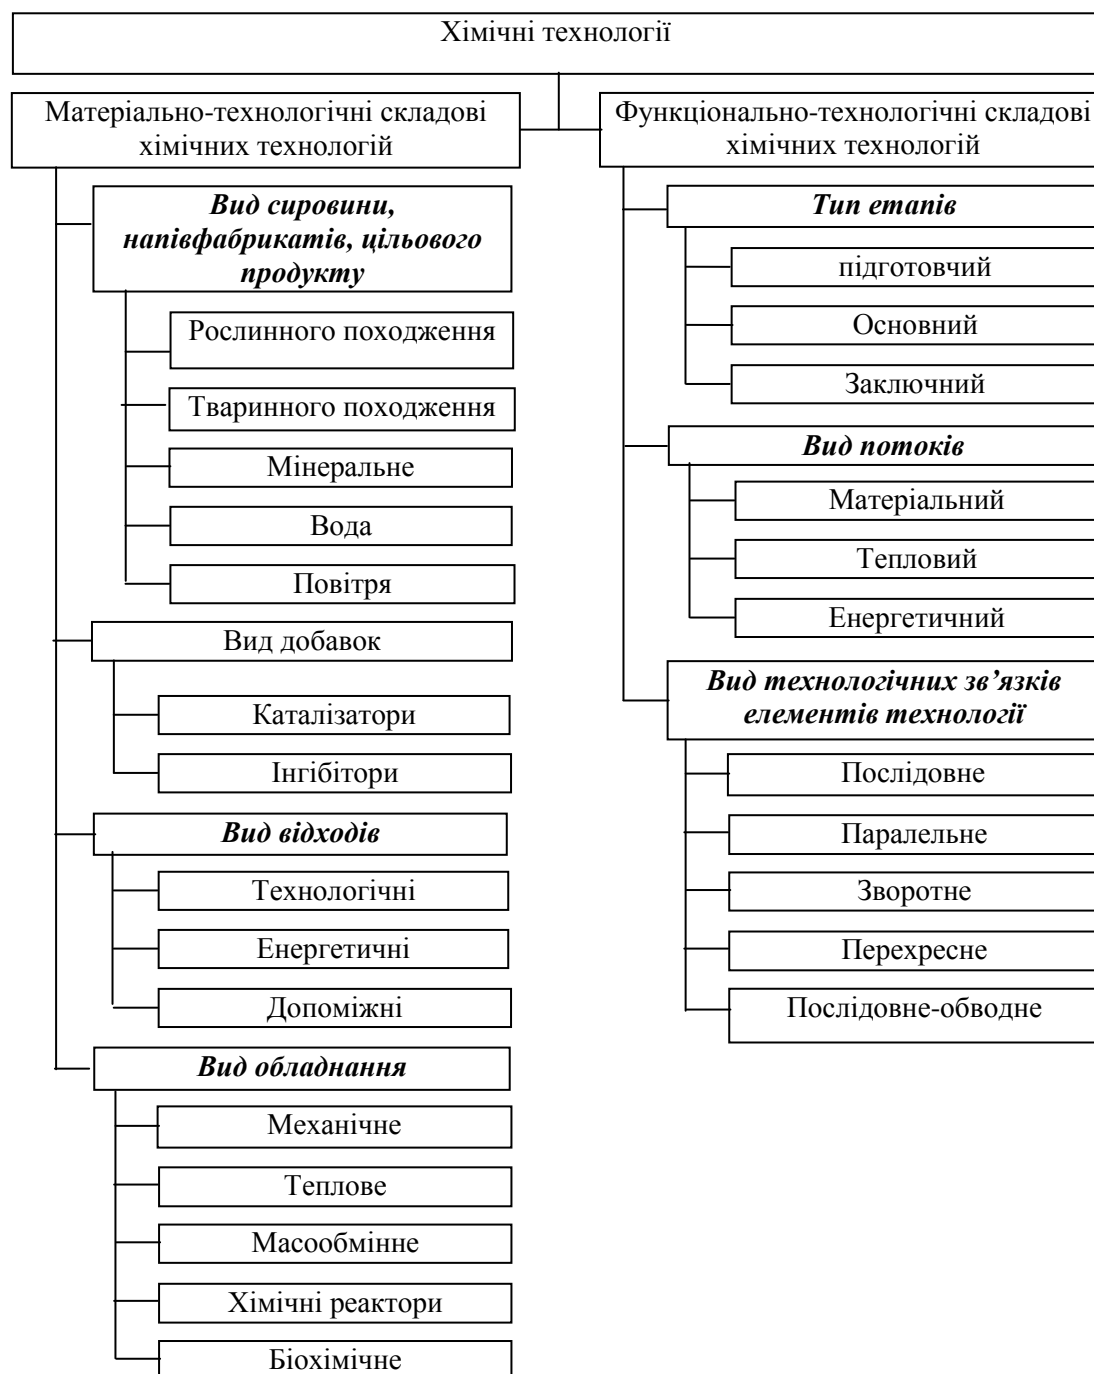 Хімічні технології
Матеріально-технологічні складові
хімічних технологій
Вид сировини,
напівфабрикатів, цільового
продукту
Рослинного походження
Тваринного походження
Мінеральне
Вода
Повітря
Вид добавок
Каталізатори
Інгібітори
Вид відходів
Технологічні
Енергетичні
Допоміжні
Вид обладнання
Механічне
Теплове
Масообмінне
Хімічні реактори
Біохімічне
Функціонально-технологічні складові
хімічних технологій
Тип етапів
підготовчий
Основний
Заключний
Вид потоків
Матеріальний
Тепловий
Енергетичний
Вид технологічних зв’язків
елементів технології
Послідовне
Паралельне
Зворотне
Перехресне
Послідовне-обводне